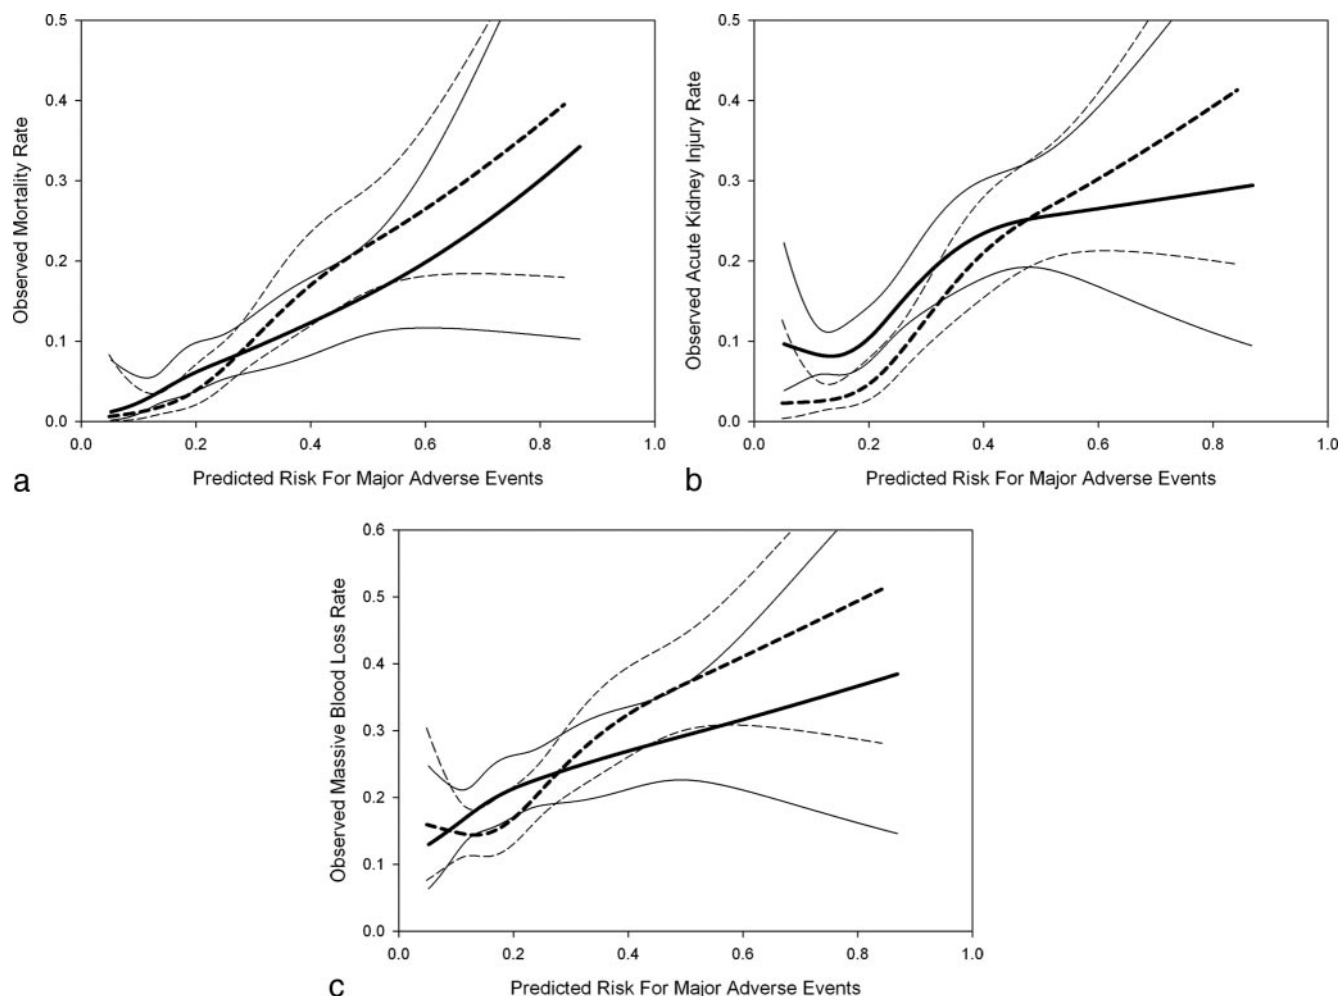 0.5
0.4
0.3
0.2
0.1
0.0
Observed Mortality Rate
0.0 0.2 0.4 0.6 0.8 1.0
Predicted Risk For Major Adverse Events
a
0.5
0.4
0.3
0.2
0.1
0.0
Observed Acute Kidney Injury Rate
0.0 0.2 0.4 0.6 0.8 1.0
Predicted Risk For Major Adverse Events
b
0.6
0.5
0.4
0.3
0.2
0.1
0.0
Observed Massive Blood Loss Rate
0.0 0.2 0.4 0.6 0.8 1.0
Predicted Risk For Major Adverse Events
c